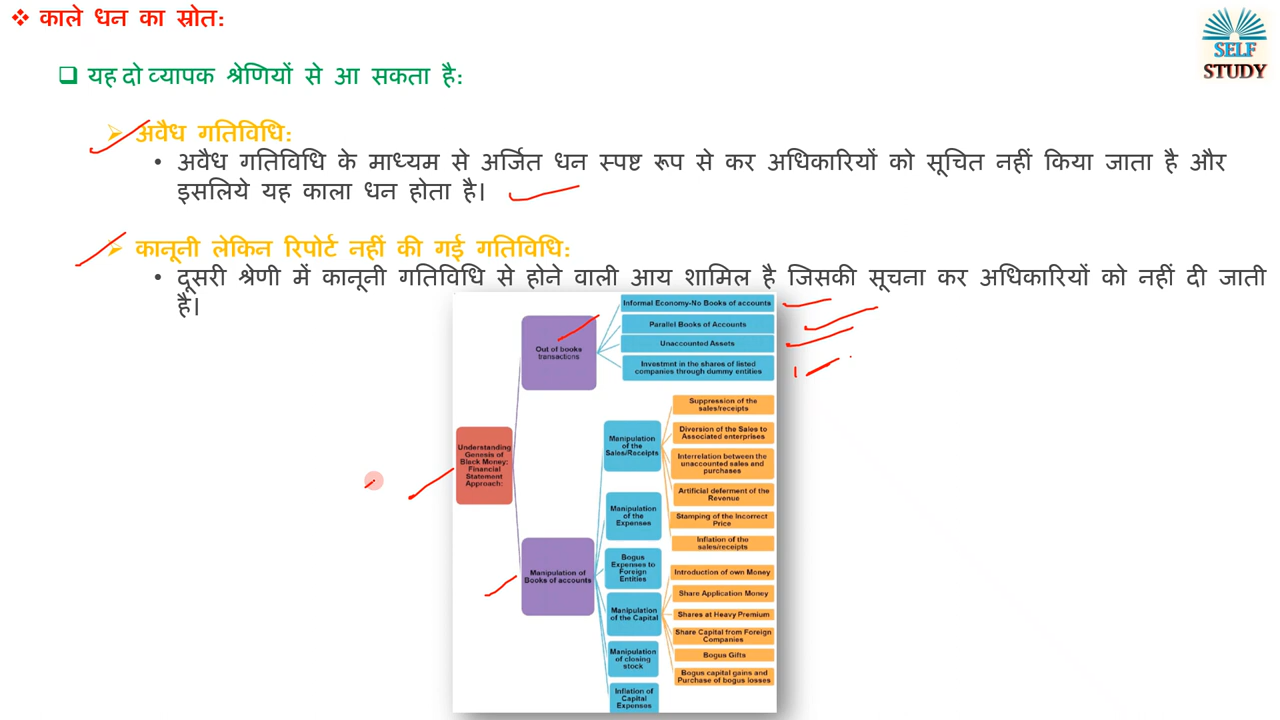 ❖ काले धन का स्रोत:
SELF
STUDY
❑ यह दो व्यापक श्रेणियों से आ सकता है:
➢ अवैध गतिविधि:
• अवैध गतिविधि के माध्यम से अर्जित धन स्पष्ट रूप से कर अधिकारियों को सूचित नहीं किया जाता है और
इसलिये यह काला धन होता है।
➢ कानूनी लेकिन रिपोर्ट नहीं की गई गतिविधि:
• दूसरी श्रेणी में कानूनी गतिविधि से होने वाली आय शामिल है जिसकी सूचना कर अधिकारियों को नहीं दी जाती
है।
Understanding
Genesis of
Black Money:
Financial
Statement
Approach:
Out of books
transactions
Informal Economy-No Books of accounts
Parallel Books of Accounts
Unaccounted Assets
Investmnt in the shares of listed
companies through dummy entities
Manipulation of
Books of accounts
Manipulation
of the
Sales/Receipts
Suppression of the
sales/receipts
Diversion of the Sales to
Associated enterprises
Interrelation between the
unaccounted sales and
purchases
Artificial deferment of the
Revenue
Stamping of the Incorrect
Price
Inflation of the
sales/receipts
Manipulation
of the
Expenses
Bogus
Expenses to
Foreign
Entities
Manipulation
of the Capital
Introduction of own Money
Share Application Money
Shares at Heavy Premium
Share Capital from Foreign
Companies
Bogus Gifts
Bogus capital gains and
Purchase of bogus losses
Manipulation
of closing
stock
Inflation of
Capital
Expenses